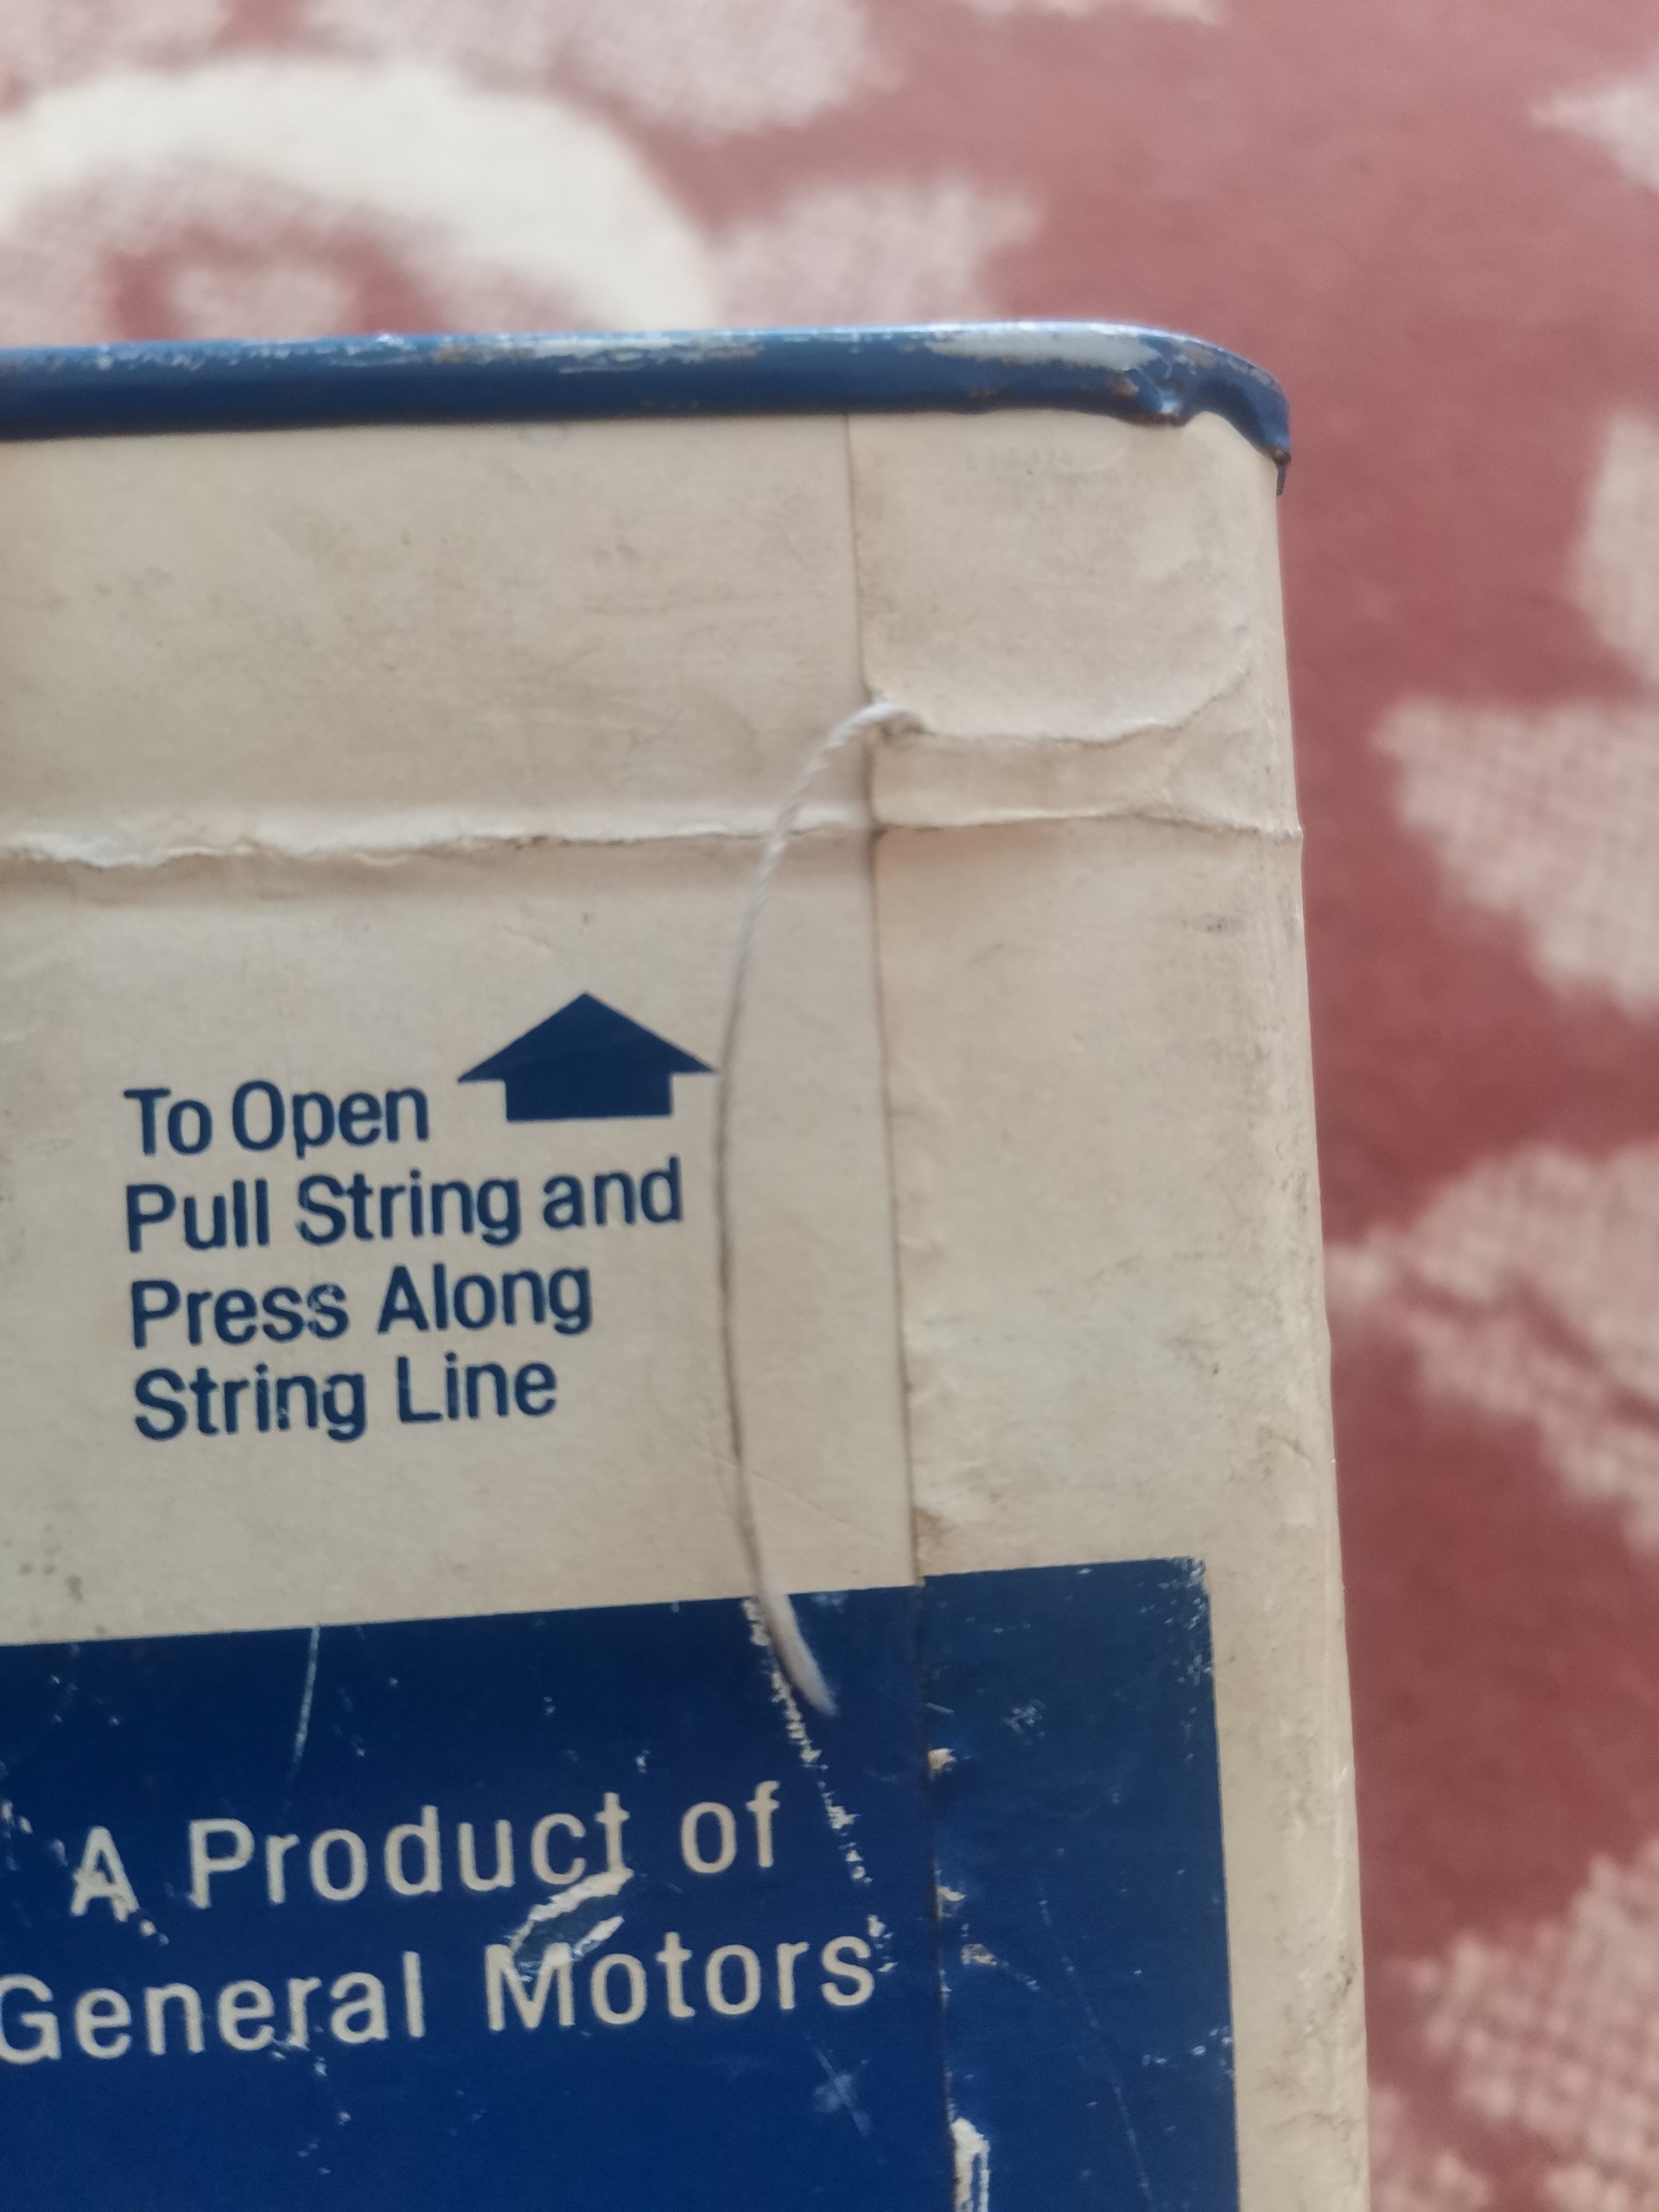 To Open
Pull String and
Press Along
String Line
A Product of
General Motors